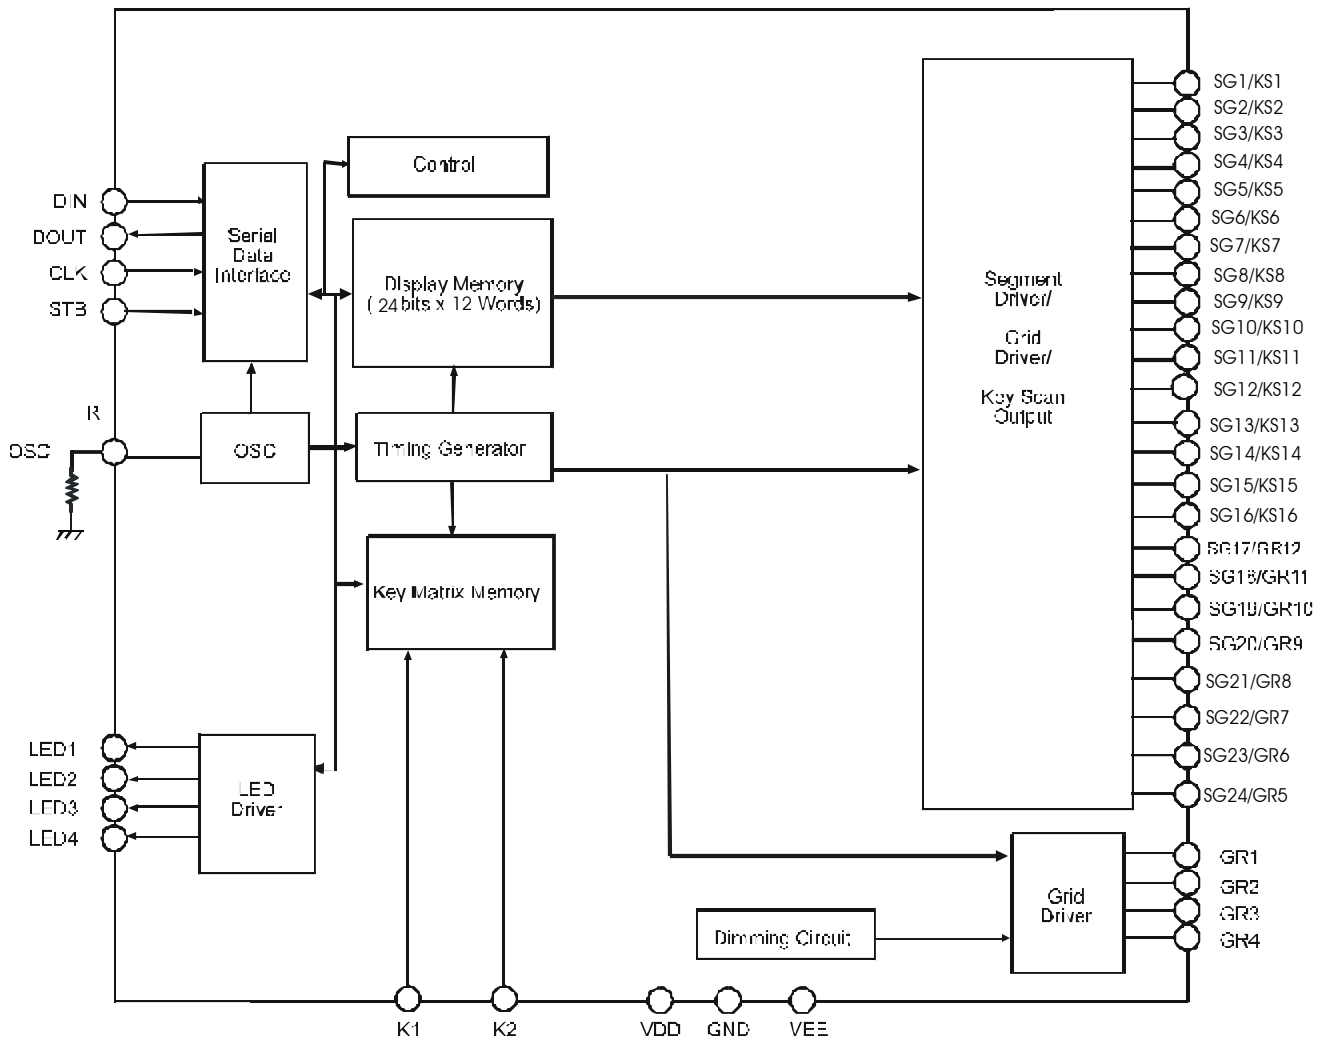 SG1/KS1
SG2/KS2
SG3/KS3
SG4/KS4
SG5/KS5
SG6/KS6
SG7/KS7
SG8/KS8
SG9/KS9
SG10/KS10
SG11/KS11
SG12/KS12
SG13/KS13
SG14/KS14
SG15/KS15
SG16/KS16
SG17/GR12
SG18/GR11
SG19/GR10
SG20/GR9
SG21/GR8
SG22/GR7
SG23/GR6
SG24/GR5
GR1
GR2
GR3
GR4
Control
DIN
DOUT
CLK
STB
Serial
Data
Interface
Display Memory
( 24 bits x 12 Words)
Segment
Driver/
Grid
Driver/
Key Scan
Output
R
OSC
OSC
Timing Generator
Key Matrix Memory
LED1
LED2
LED3
LED4
LED
Driver
Grid
Driver
Dimming Circuit
K1
K2
VDD
GND
VEE